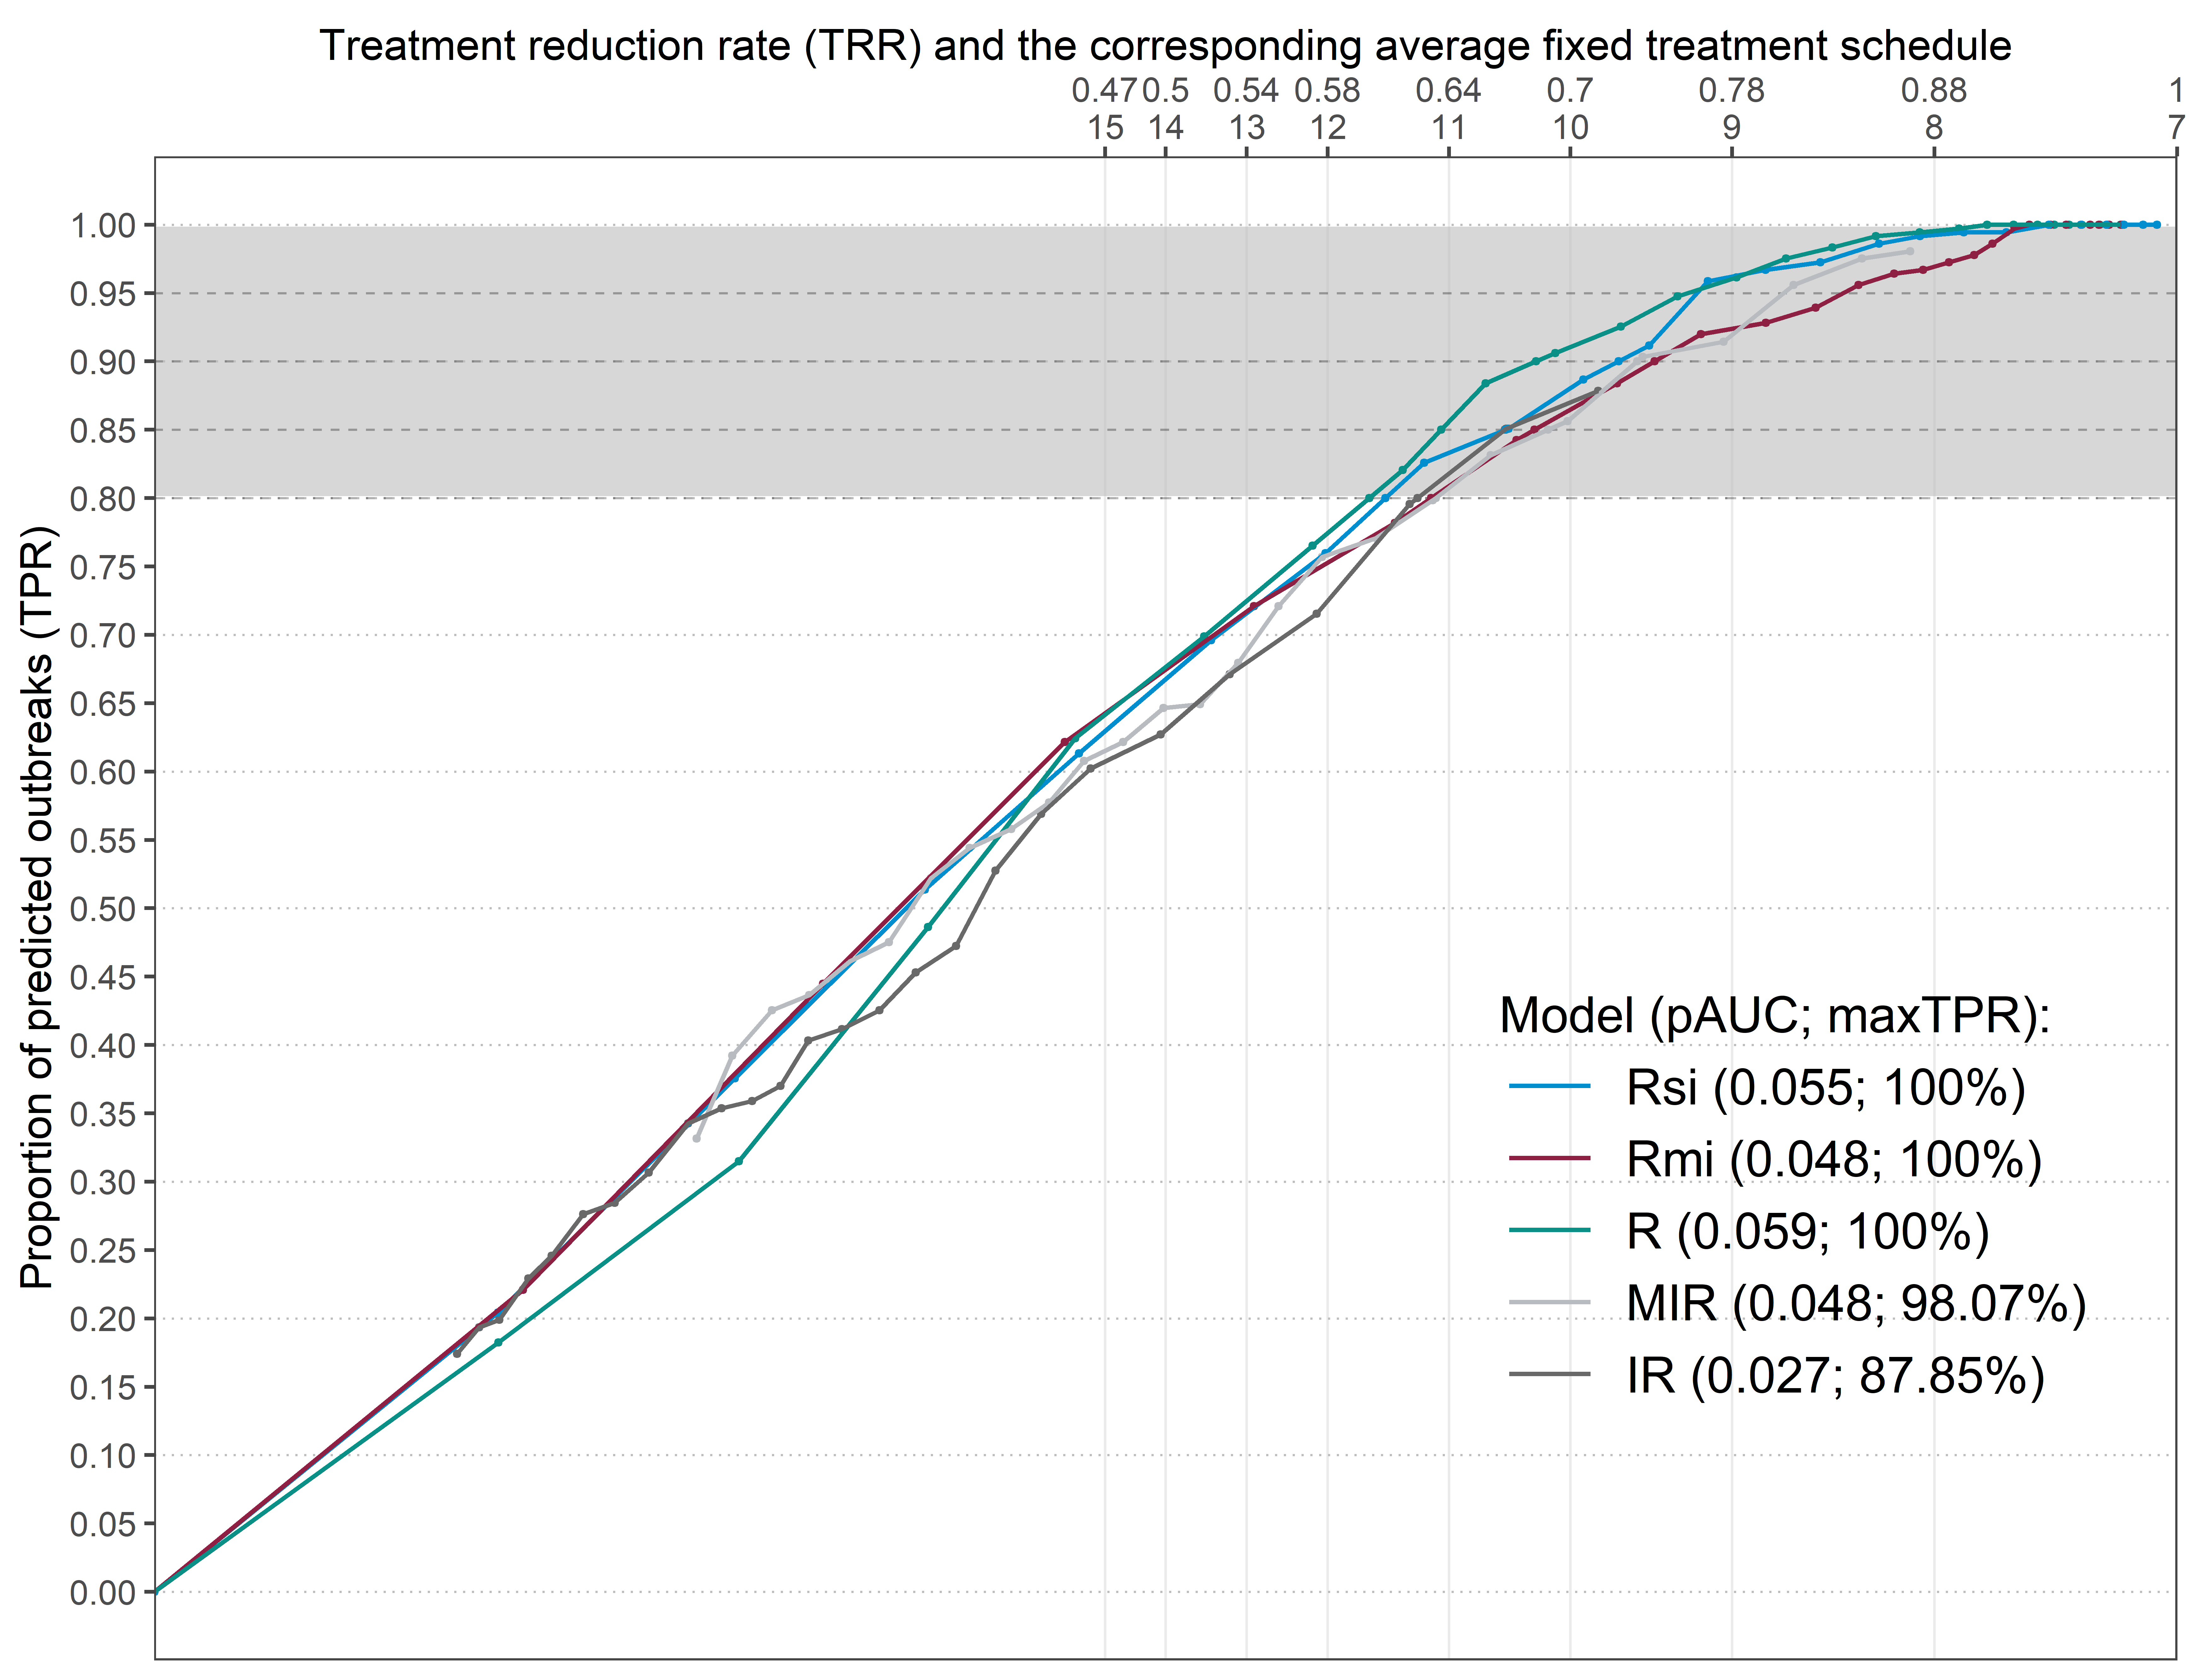 Treatment reduction rate (TRR) and the corresponding average fixed treatment schedule
0.47 0.5 0.54 0.58 0.64 0.7 0.78 0.88 1
15 14 13 12 11 10 9 8 7
Proportion of predicted outbreaks (TPR)
1.00
0.95
0.90
0.85
0.80
0.75
0.70
0.65
0.60
0.55
0.50
0.45
0.40
0.35
0.30
0.25
0.20
0.15
0.10
0.05
0.00
Model (pAUC; maxTPR):
Rsi (0.055; 100%)
Rmi (0.048; 100%)
R (0.059; 100%)
MIR (0.048; 98.07%)
IR (0.027; 87.85%)